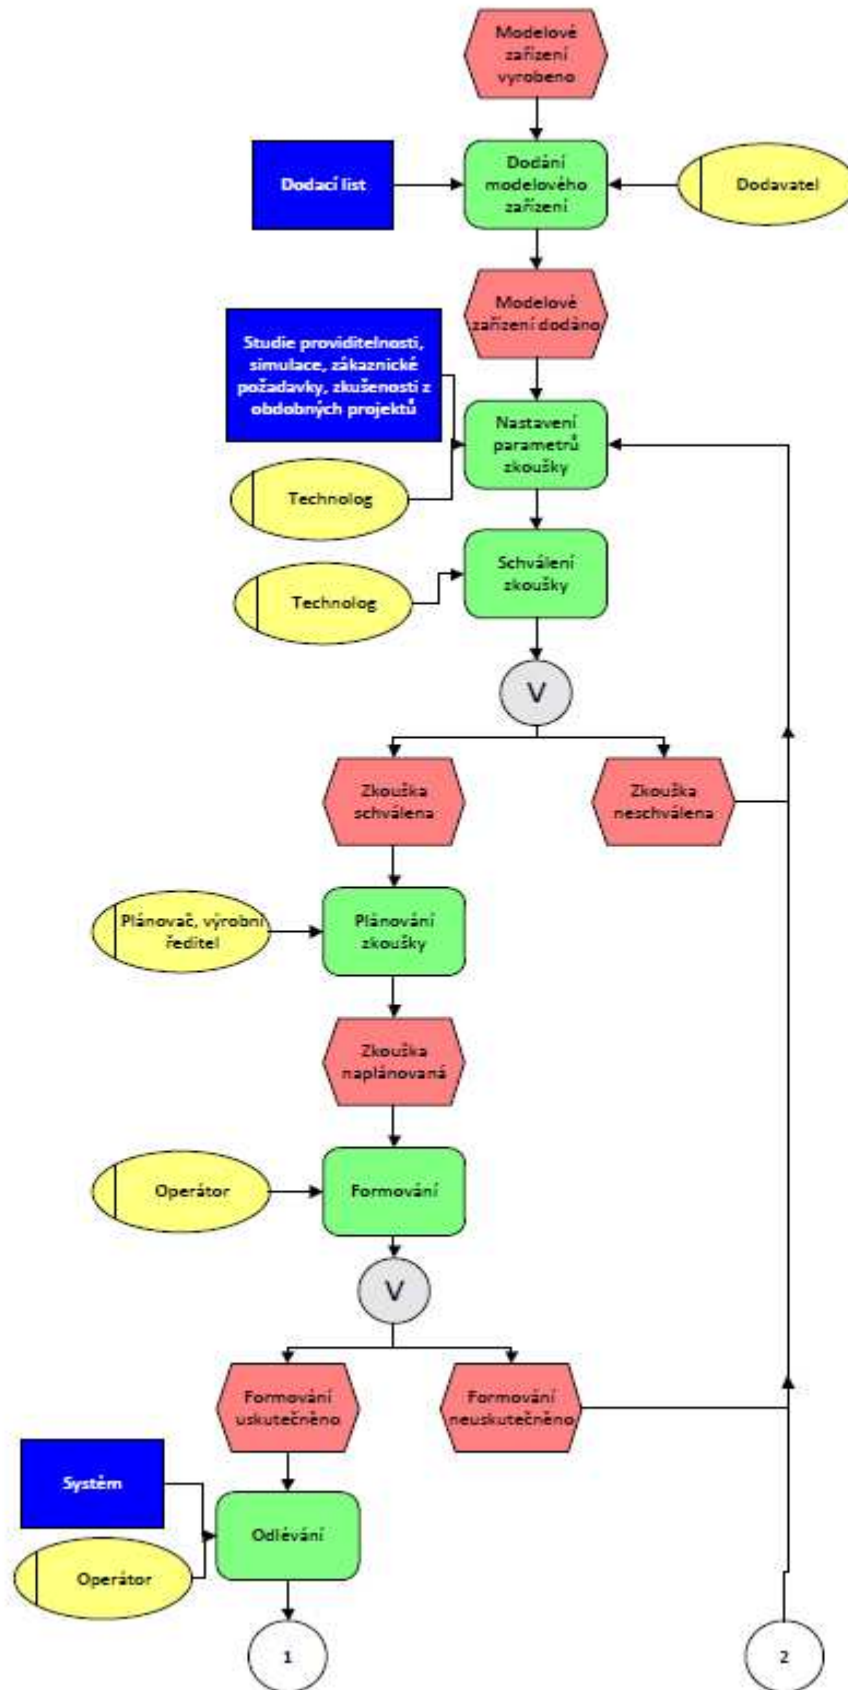 Modelové
zařízení
vyrobeno
Dodací list
Dodání
modelového
zařízení
Dodavatel
Modelové
zařízení dodáno
Studie providitelnosti,
simulace, zákaznické
požadavky, zkušenosti z
obdobných projektů
Nastavení
parametrů
zkoušky
Technolog
Schválení
zkoušky
Technolog
V
Zkouška
schválena
Zkouška
neschválena
Plánovač, výrobní
ředitel
Plánování
zkoušky
Zkouška
naplánovaná
Operátor
Formování
V
Formování
uskutečněno
Formování
neuskutečněno
Systém
Odlévání
Operátor
1
2